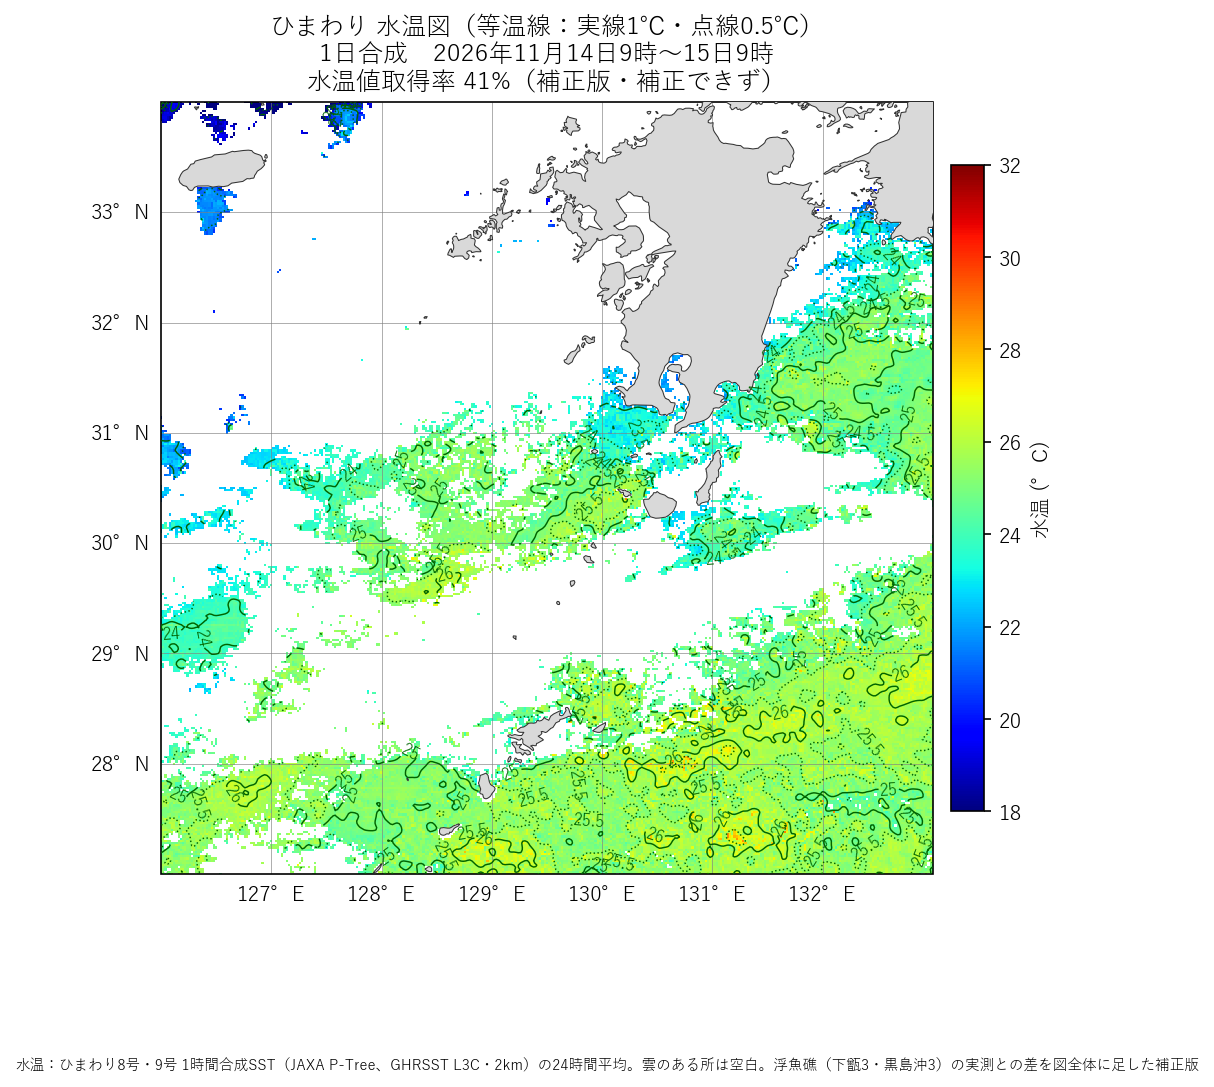 ひまわり 水温図（等温線：実線1℃・点線0.5℃）
1日合成　2026年11月14日9時～15日9時
水温値取得率 41%（補正版・補正できず）
33° N
32° N
31° N
30° N
29° N
28° N
127° E
128° E
129° E
130° E
131° E
132° E
32
30
28
26
24
22
20
18
水温 (° C)
水温：ひまわり8号・9号 1時間合成SST（JAXA P-Tree、GHRSST L3C・2km）の24時間平均。雲のある所は空白。浮魚礁（下甑3・黒島沖3）の実測との差を図全体に足した補正版